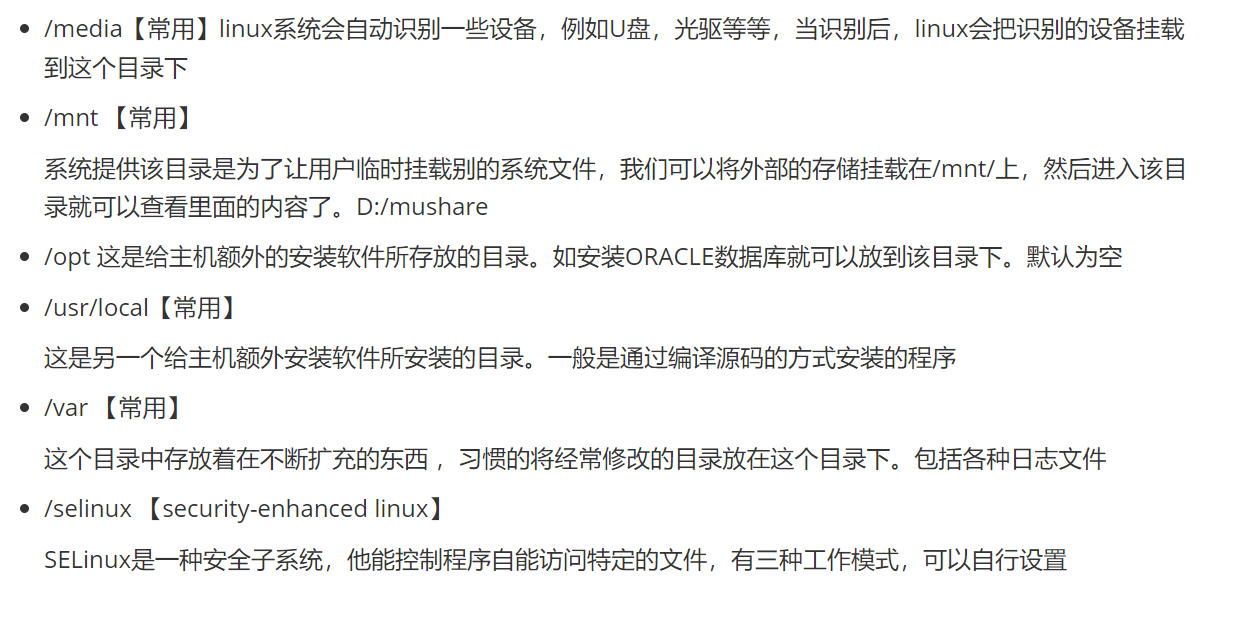 /media【常用】linux系统会自动识别一些设备，例如U盘，光驱等等，当识别后，linux会把识别的设备挂载
到这个目录下
/mnt 【常用】
系统提供该目录是为了让用户临时挂载别的系统文件，我们可以将外部的存储挂载在/mnt/上，然后进入该目
录就可以查看里面的内容了。D:/mushare
/opt 这是给主机额外的安装软件所存放的目录。如安装ORACLE数据库就可以放到该目录下。默认为空
/usr/local【常用】
这是另一个给主机额外安装软件所安装的目录。一般是通过编译源码的方式安装的程序
/var 【常用】
这个目录中存放着在不断扩充的东西 ，习惯的将经常修改的目录放在这个目录下。包括各种日志文件
/selinux 【security-enhanced linux】
SELinux是一种安全子系统，他能控制程序自能访问特定的文件，有三种工作模式，可以自行设置